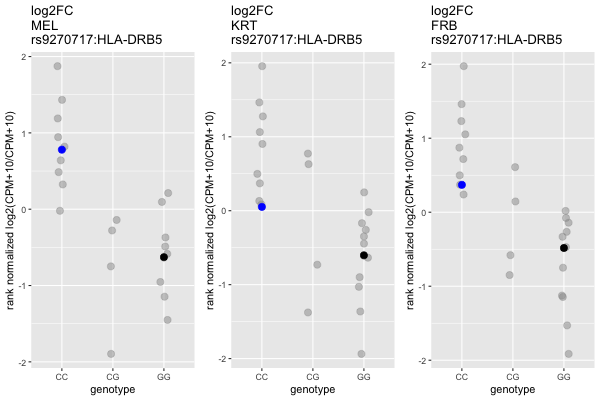 log2FC
MEL
rs9270717:HLA-DRB5
rank normalized log2(CPM+10/CPM+10)
2
1
0
-1
-2
CC
CG
GG
genotype
log2FC
KRT
rs9270717:HLA-DRB5
rank normalized log2(CPM+10/CPM+10)
2
1
0
-1
-2
CC
CG
GG
genotype
log2FC
FRB
rs9270717:HLA-DRB5
rank normalized log2(CPM+10/CPM+10)
2
1
0
-1
-2
CC
CG
GG
genotype